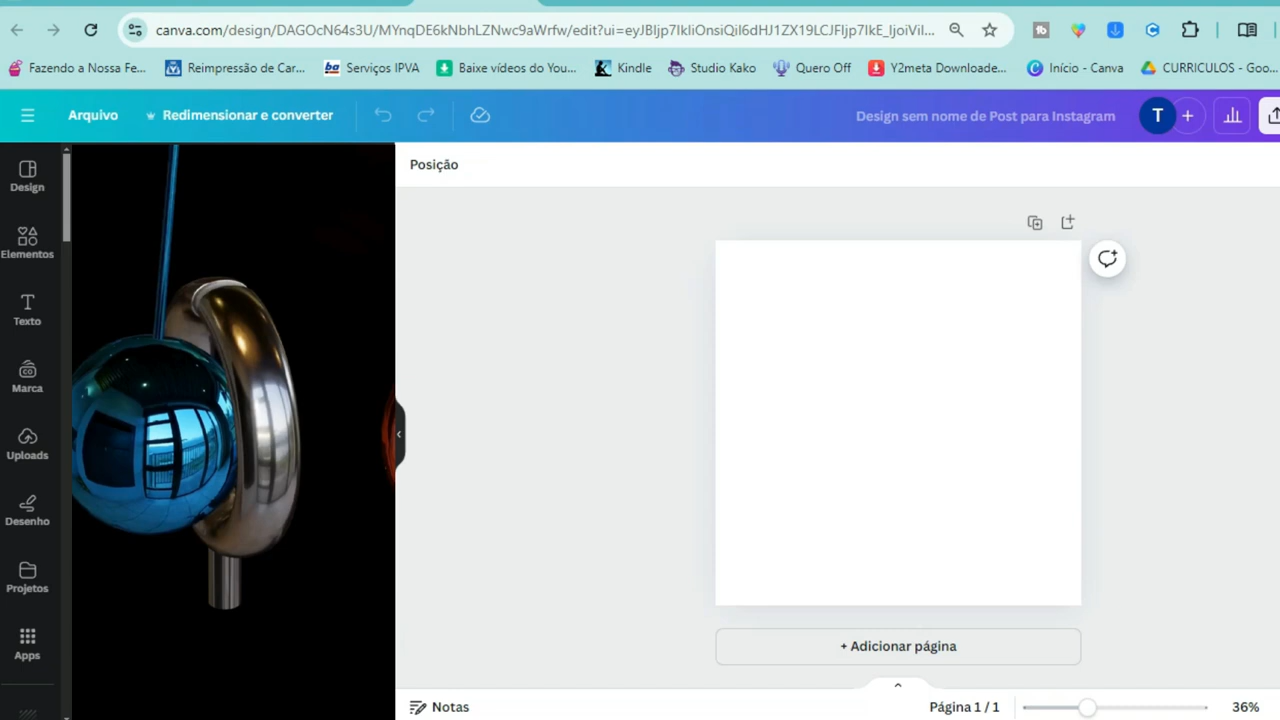 canva.com/design/DAGOcN64s3U/MYnqDE6kNbhLZNwc9aWrfw/edit?ui=eyJBIjp7IkIiOnsiQiI6dHJ1ZX19LCJFIjp7IkE_IjoiVil...
Fazendo a Nossa Fe... Reimpressão de Car... Serviços IPVA Baixe vídeos do You... Kindle Studio Kako Quero Off Y2meta Downloade... Início - Canva CURRICULOS - Goo...
Arquivo Redimensionar e converter Design sem nome de Post para Instagram T
Posição
Design
Elementos
Texto
Marca
Uploads
Desenho
Projetos
Apps
+ Adicionar página
Notas Página 1 / 1 36%